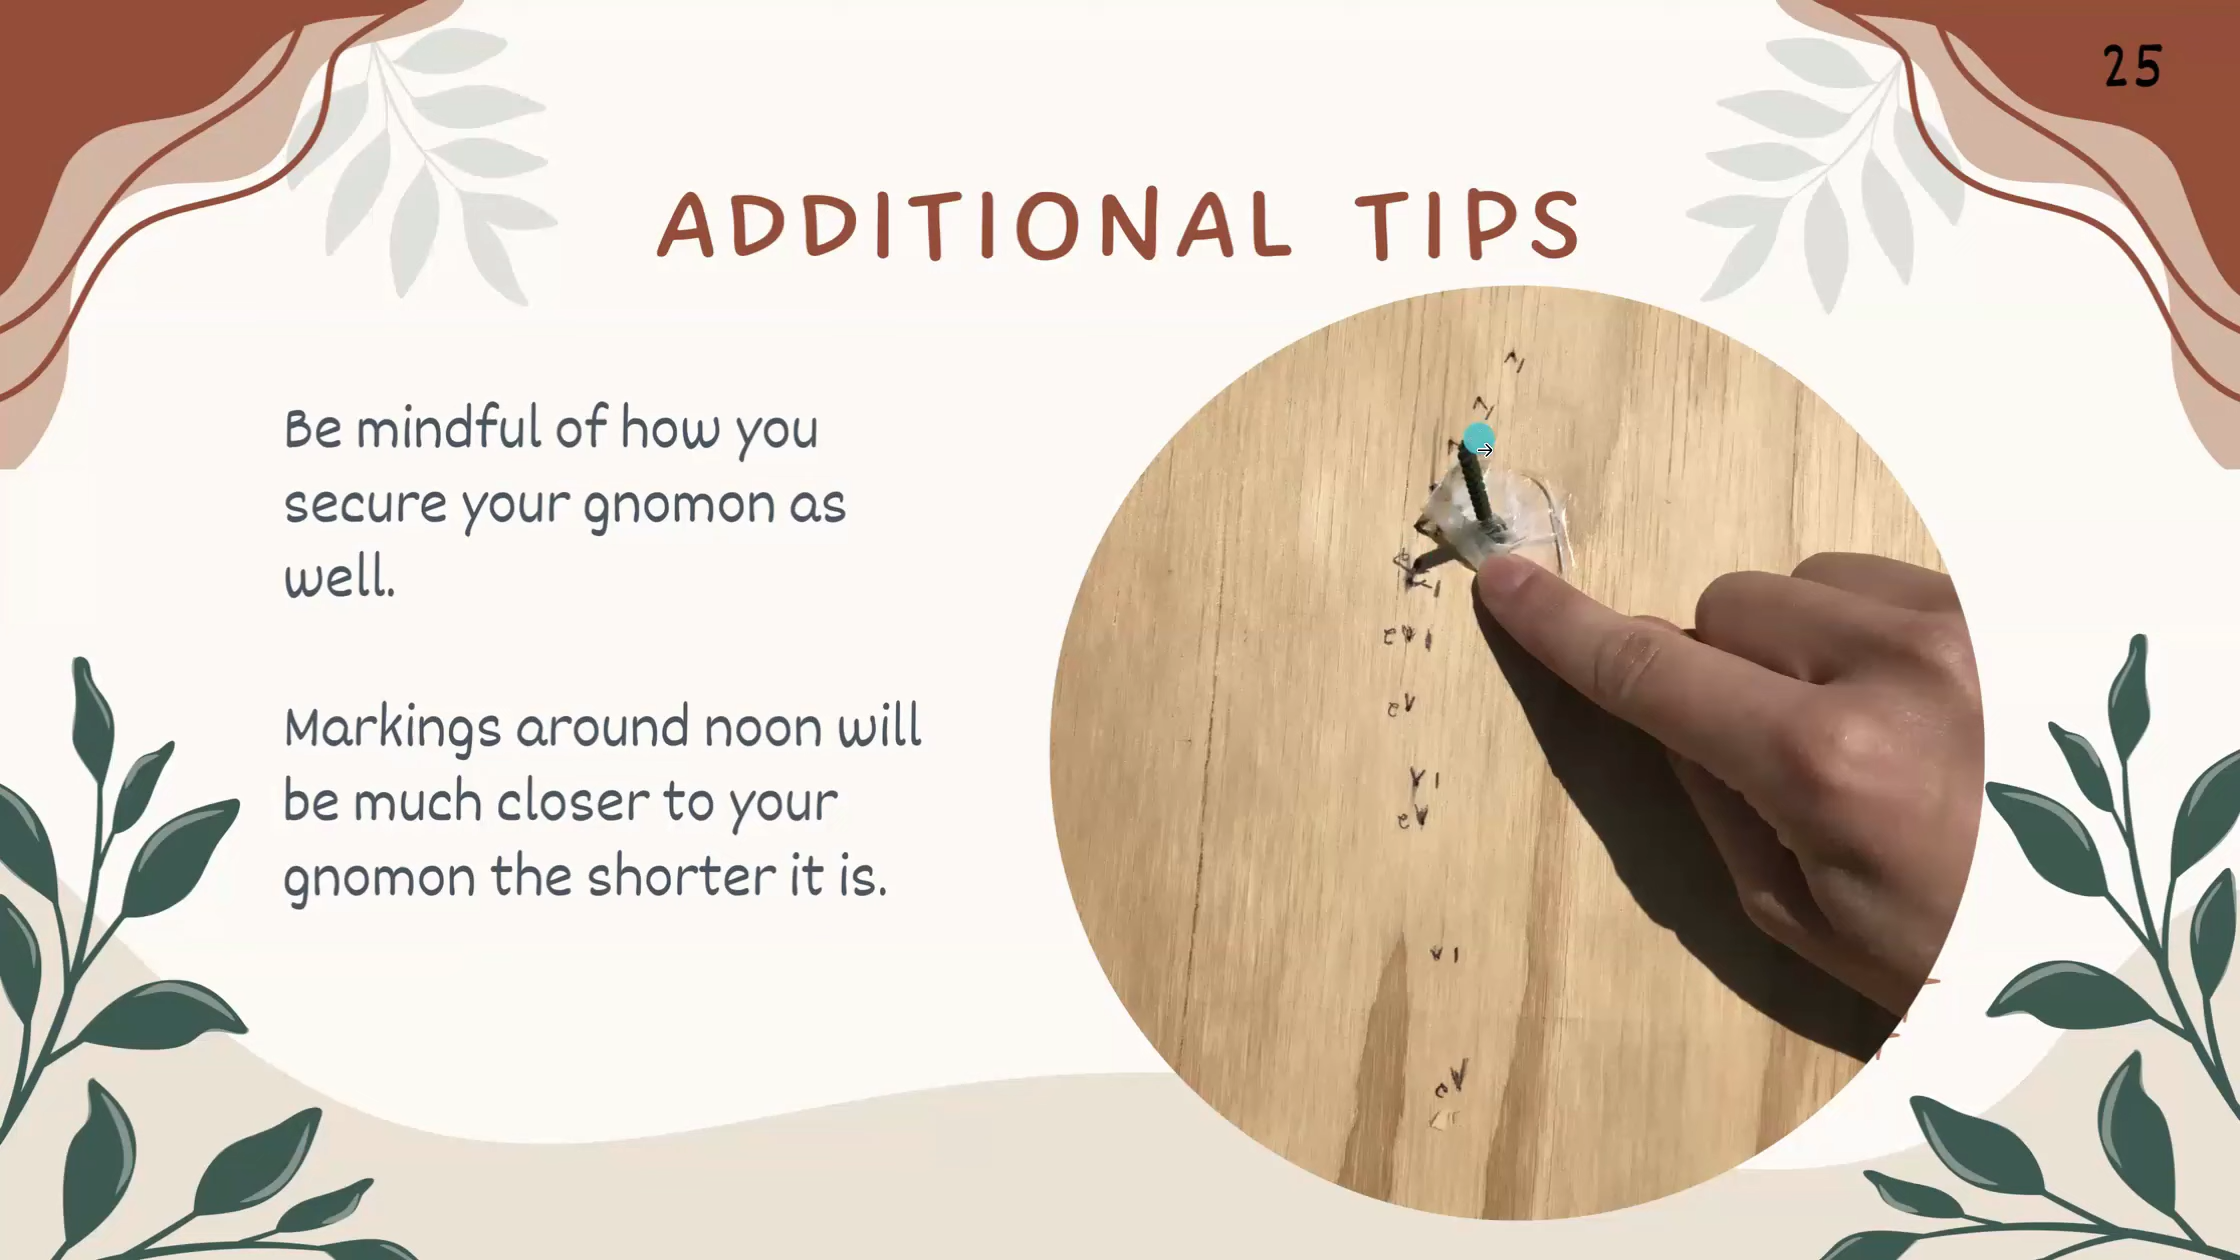 25
ADDITIONAL TIPS
Be mindful of how you
secure your gnomon as
well.
Markings around noon will
be much closer to your
gnomon the shorter it is.